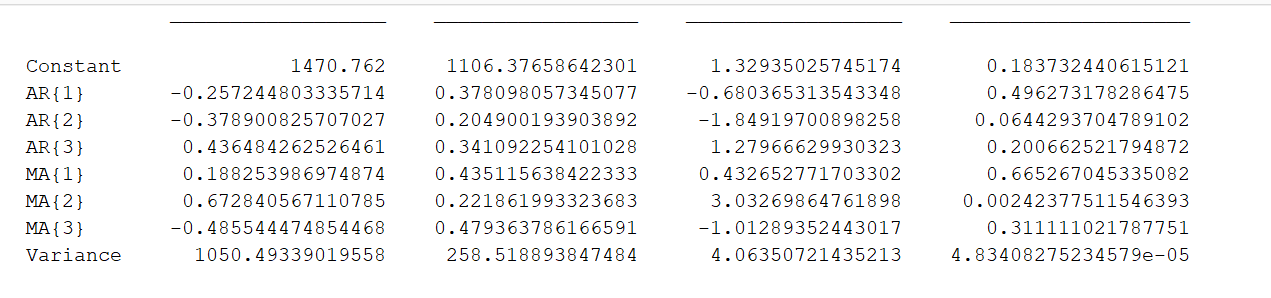 Constant 1470.762 1106.37658642301 1.32935025745174 0.183732440615121
AR{1} -0.257244803335714 0.378098057345077 -0.680365313543348 0.496273178286475
AR{2} -0.378900825707027 0.204900193903892 -1.84919700898258 0.0644293704789102
AR{3} 0.436484262526461 0.341092254101028 1.27966629930323 0.200662521794872
MA{1} 0.188253986974874 0.435115638422333 0.432652771703302 0.665267045335082
MA{2} 0.672840567110785 0.221861993323683 3.03269864761898 0.00242377511546393
MA{3} -0.485544474854468 0.479363786166591 -1.01289352443017 0.311111021787751
Variance 1050.49339019558 258.518893847484 4.06350721435213 4.83408275234579e-05